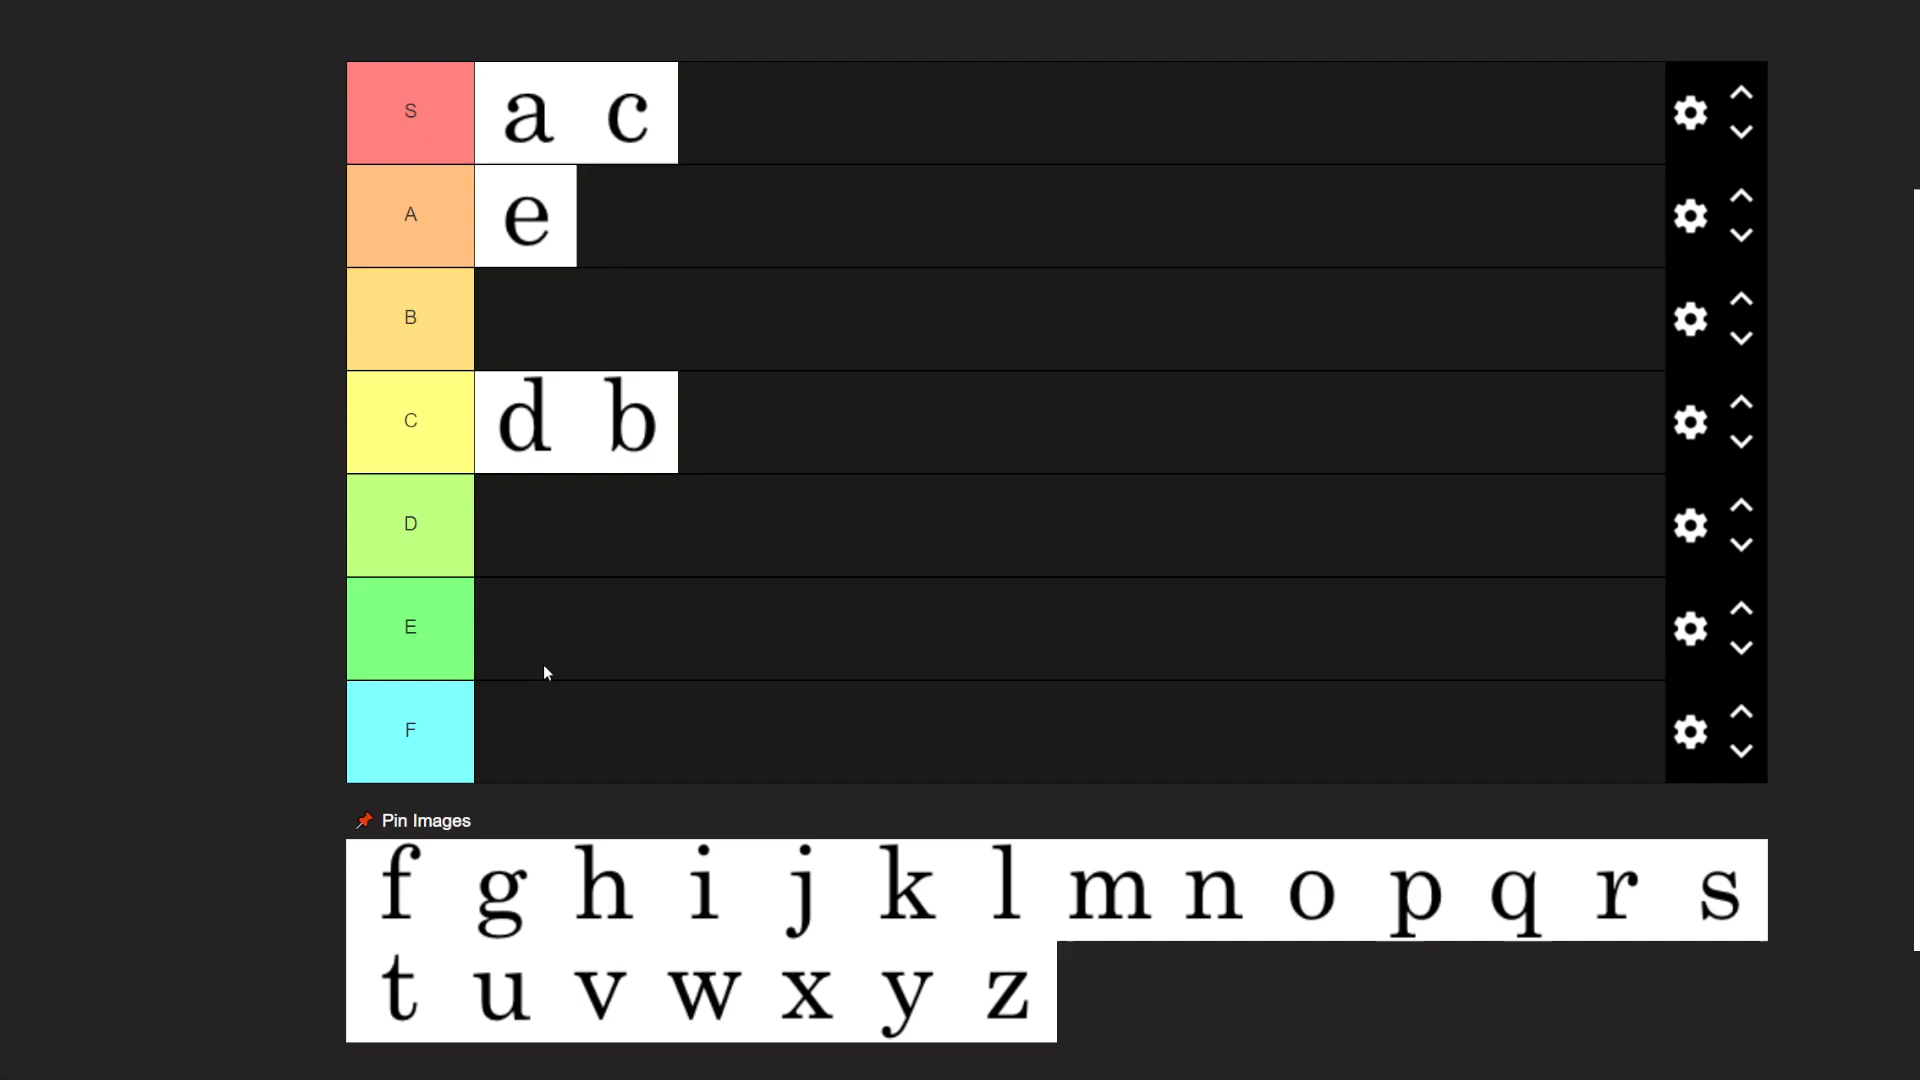 S a c
A e
B
C d b
D
E
F
Pin Images
f g h i j k l m n o p q r s
t u v w x y z